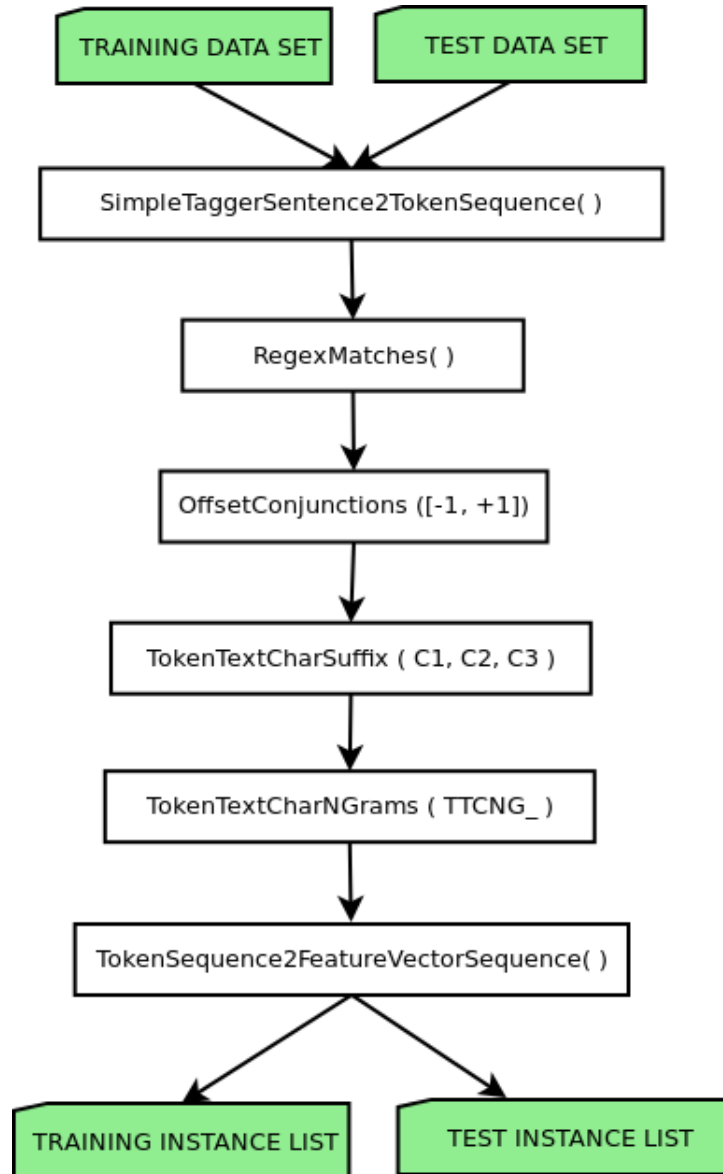 TRAINING DATA SET
TEST DATA SET
SimpleTaggerSentence2TokenSequence( )
RegexMatches( )
OffsetConjunctions ([-1, +1])
TokenTextCharSuffix ( C1, C2, C3 )
TokenTextCharNGrams ( TTCNG_ )
TokenSequence2FeatureVectorSequence( )
TRAINING INSTANCE LIST
TEST INSTANCE LIST